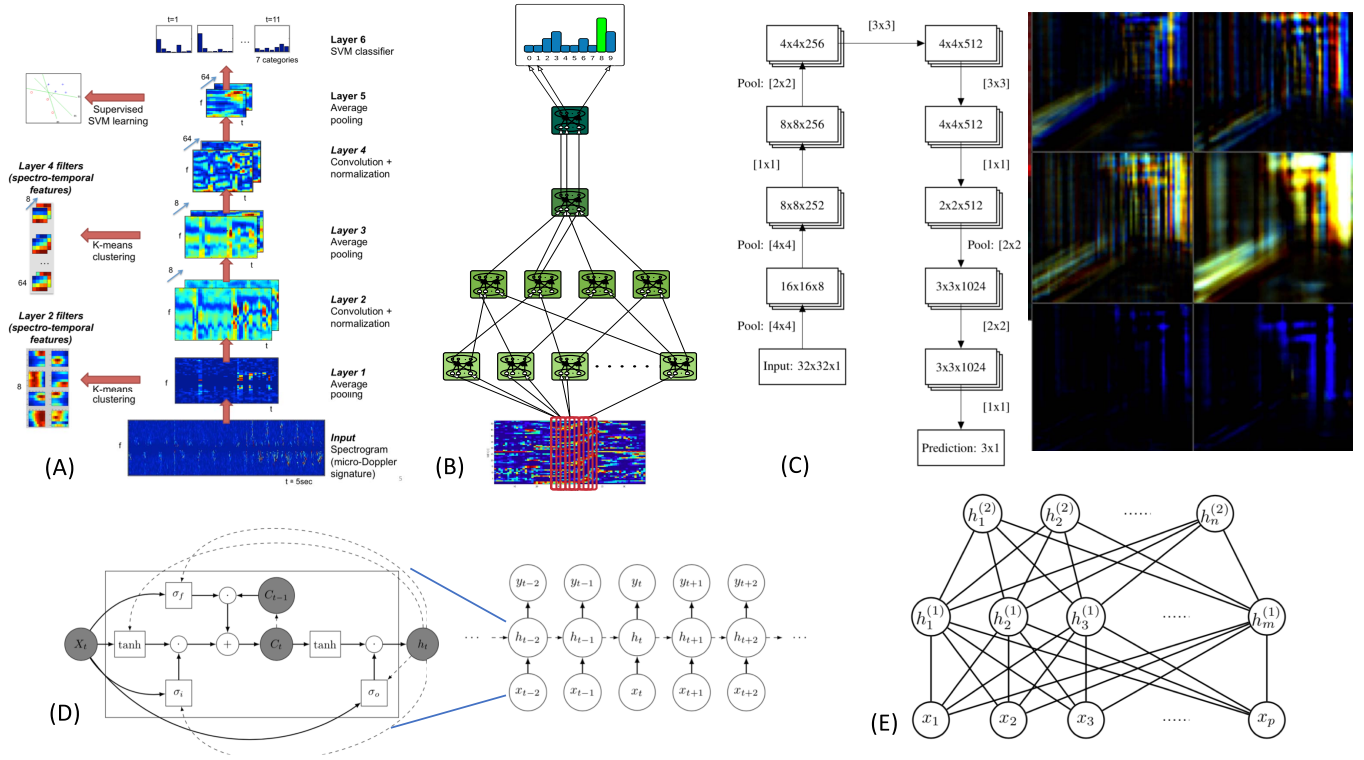 t=1
t=11
...
7 categories
Layer 6
SVM classifier
64
f
t
Layer 5
Average
pooling
Supervised
SVM learning
64
f
t
Layer 4
Convolution +
normalization
Layer 4 filters
(spectro-temporal
features)
8
...
64
K-means
clustering
8
f
t
Layer 3
Average
pooling
8
f
t
Layer 2
Convolution +
normalization
Layer 2 filters
(spectro-temporal
features)
8
K-means
clustering
f
t
Layer 1
Average
pooling
f
Input
Spectrogram
(micro-Doppler
signature)
t = 5sec
5
(A)
0 1 2 3 4 5 6 7 8 9
(B)
4x4x256
[3x3]
4x4x512
Pool: [2x2]
[3x3]
8x8x256
4x4x512
[1x1]
[1x1]
8x8x252
2x2x512
Pool: [4x4]
Pool: [2x2
16x16x8
3x3x1024
Pool: [4x4]
[2x2]
Input: 32x32x1
3x3x1024
[1x1]
Prediction: 3x1
(C)
σf
Ct−1
Xt
tanh
·
+
Ct
tanh
·
ht
σi
σo
(D)
yt−2 yt−1 yt yt+1 yt+2
... ht−2 ht−1 ht ht+1 ht+2 ...
xt−2 xt−1 xt xt+1 xt+2
h1(2) h2(2) ...... hn(2)
h1(1) h2(1) h3(1) hm(1)
x1 x2 x3 ...... xp
(E)